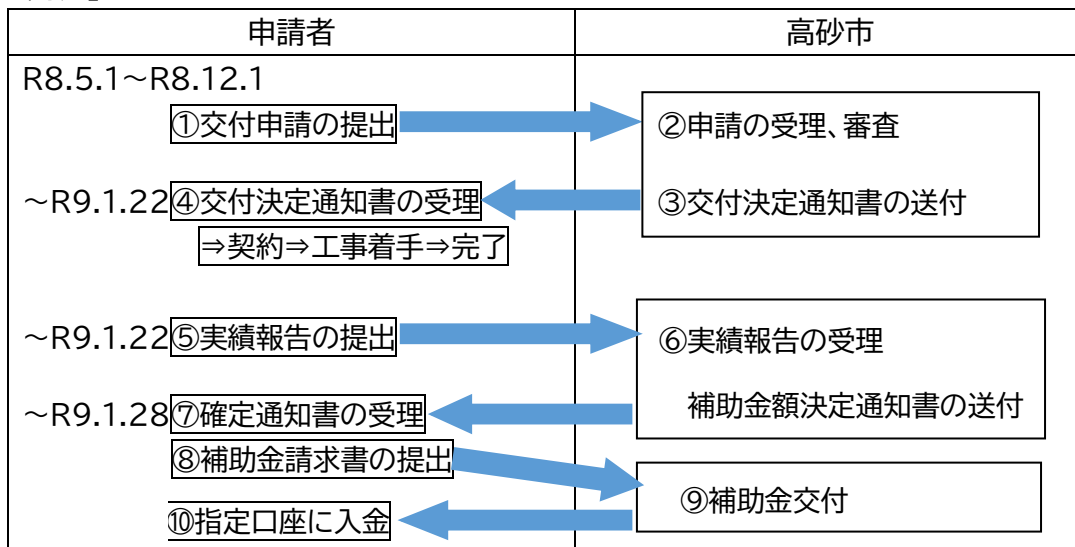 申請者
高砂市
R8.5.1～R8.12.1
①交付申請の提出
②申請の受理、審査
～R9.1.22④交付決定通知書の受理
③交付決定通知書の送付
⇒契約⇒工事着手⇒完了
～R9.1.22⑤実績報告の提出
⑥実績報告の受理
～R9.1.28⑦確定通知書の受理
補助金額決定通知書の送付
⑧補助金請求書の提出
⑨補助金交付
⑩指定口座に入金